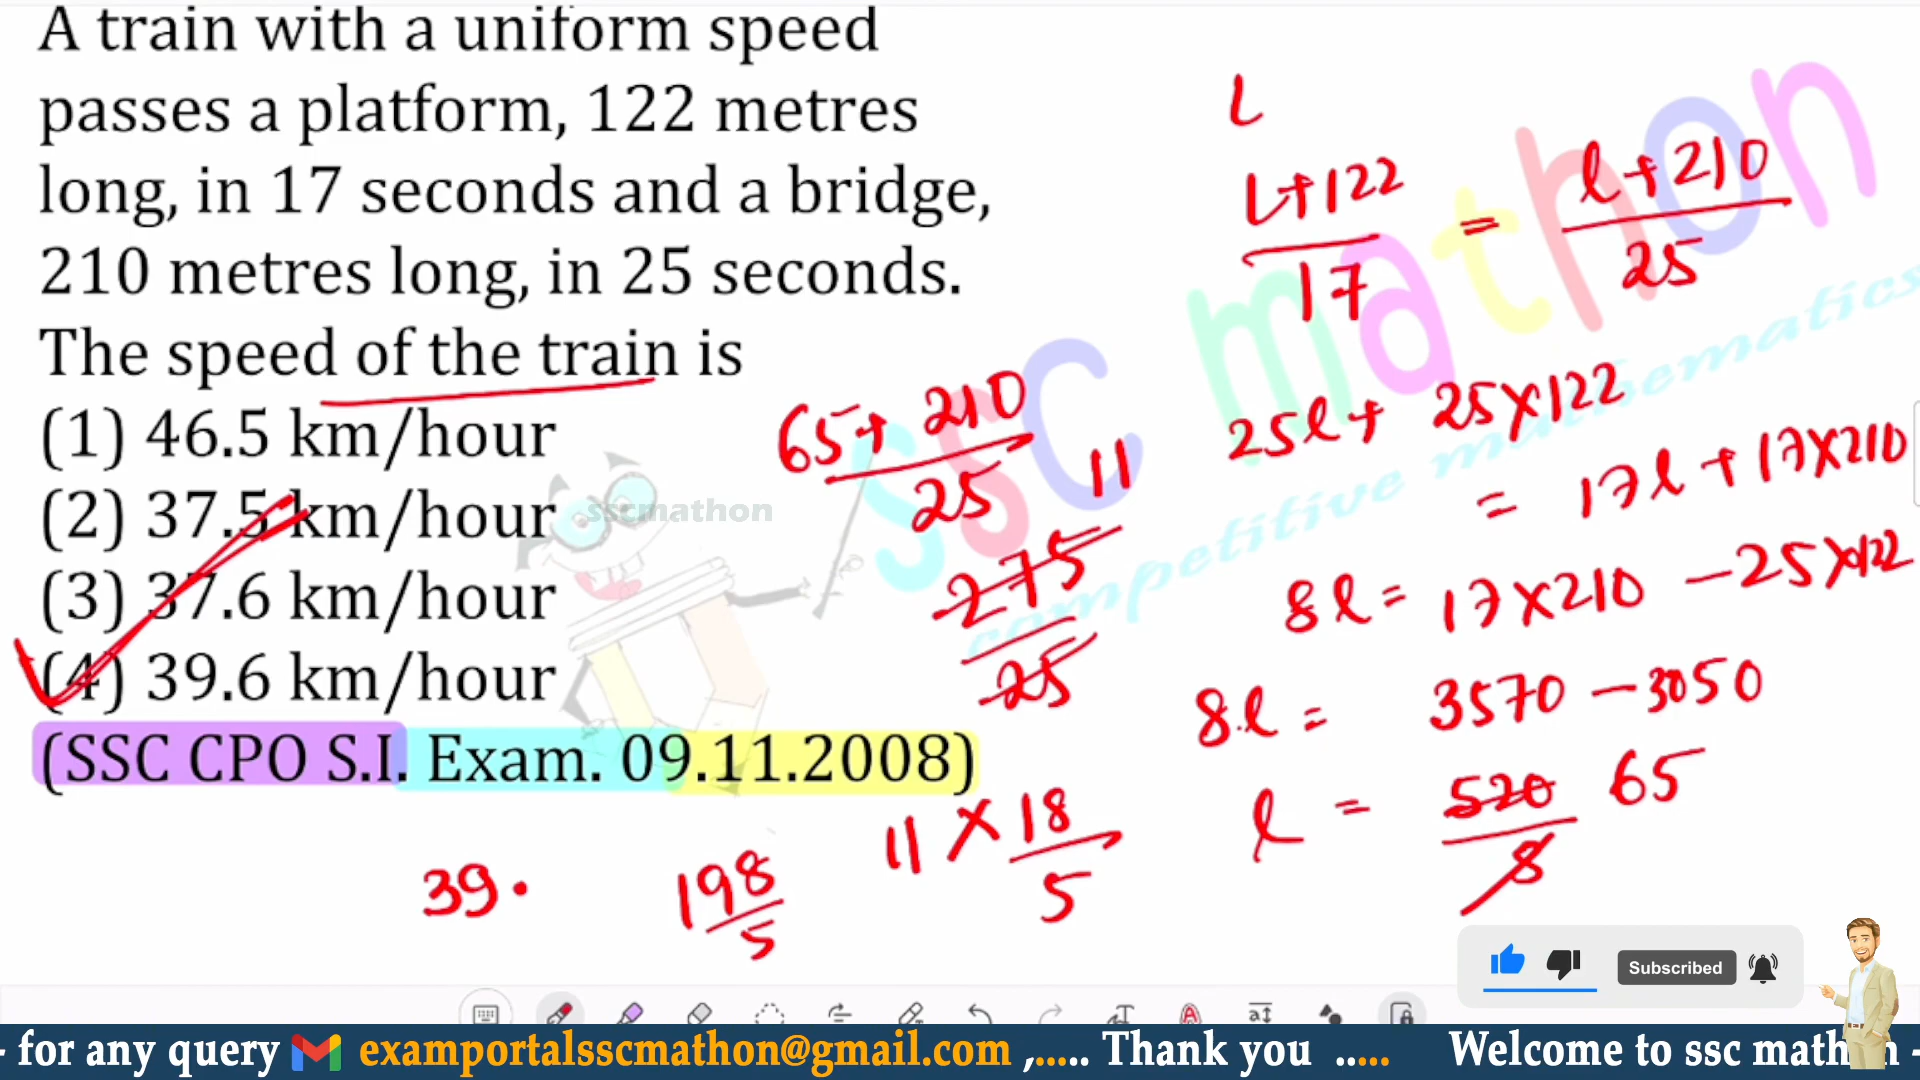 A train with a uniform speed
passes a platform, 122 metres
long, in 17 seconds and a bridge,
210 metres long, in 25 seconds.
The speed of the train is
(1) 46.5 km/hour
(2) 37.5 km/hour
(3) 37.6 km/hour
(4) 39.6 km/hour
(SSC CPO S.I. Exam. 09.11.2008)
L
l+122 / 17 = l+210 / 25
25l + 25×122
= 17l + 17×210
8l = 17×210 - 25×122
8l = 3570 - 3050
l = 520 / 8 65
65 + 210 / 25
275 / 25 11
11 × 18 / 5
198 / 5
39.
sscmathon
ssc mathon
competitive mathematics
Subscribed
- for any query examportalsscmathon@gmail.com ,..... Thank you ..... Welcome to ssc mathon -